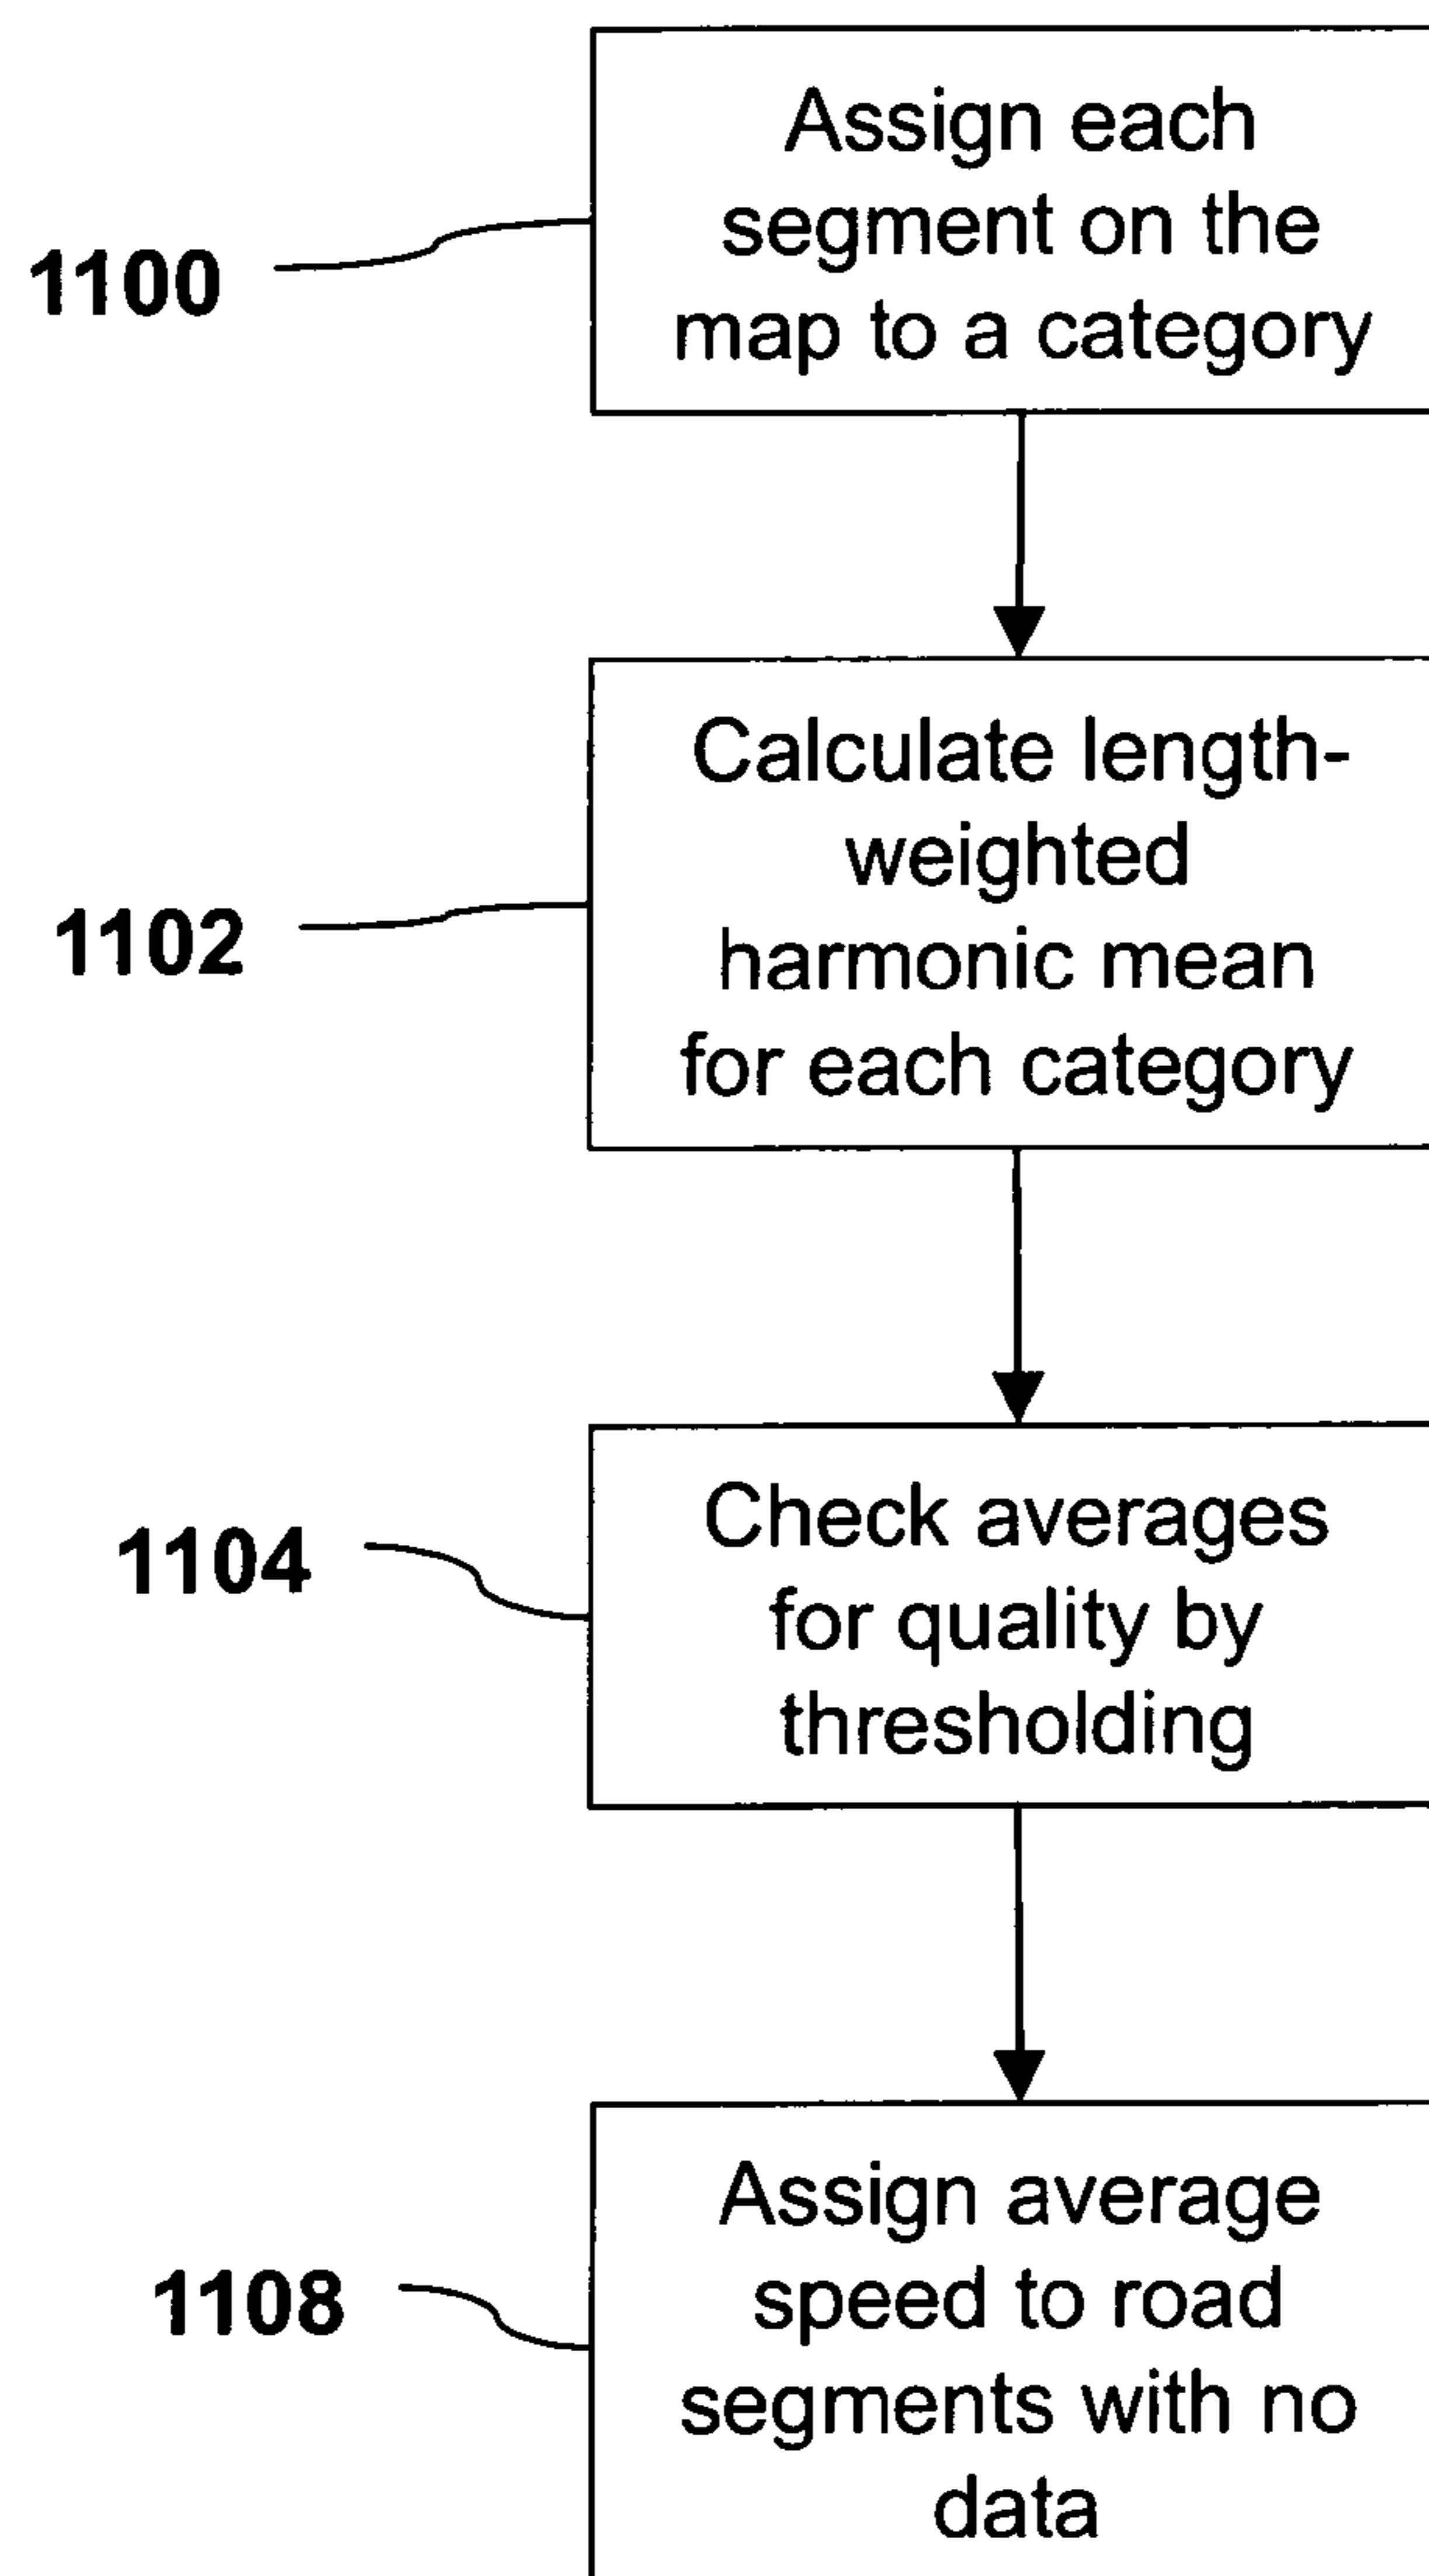 Assign each
segment on the
map to a category
1100
Calculate length-
weighted
harmonic mean
for each category
1102
Check averages
for quality by
thresholding
1104
Assign average
speed to road
segments with no
data
1108